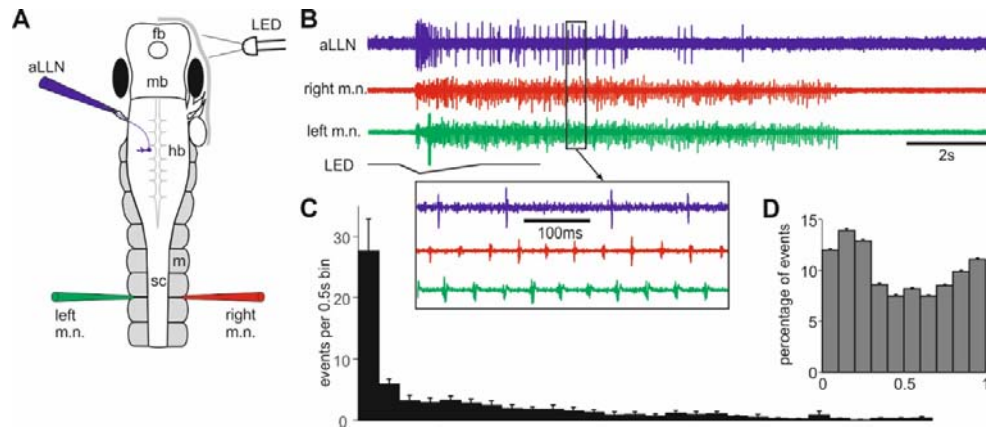 A
fb
LED
aLLN
mb
hb
m
sc
left
m.n.
right
m.n.
B
aLLN
right m.n.
left m.n.
LED
2s
100ms
C
events per 0.5s bin
30
20
10
0
D
percentage of events
15
10
5
0
0
0.5
1